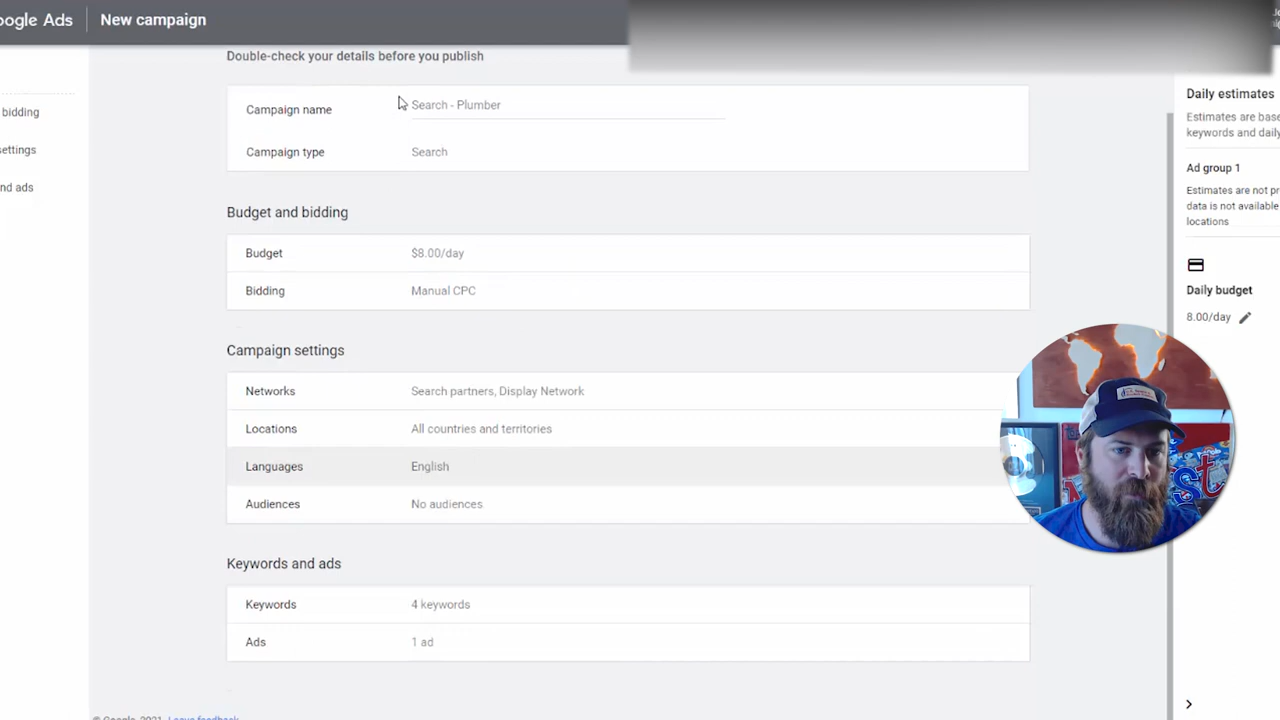 oogle Ads
New campaign
Double-check your details before you publish
Campaign name
Search - Plumber
Campaign type
Search
bidding
settings
nd ads
Budget and bidding
Budget
$8.00/day
Bidding
Manual CPC
Campaign settings
Networks
Search partners, Display Network
Locations
All countries and territories
Languages
English
Audiences
No audiences
Keywords and ads
Keywords
4 keywords
Ads
1 ad
Daily estimates
Estimates are base
keywords and daily
Ad group 1
Estimates are not pr
data is not available
locations
Daily budget
8.00/day
© Google, 2021. Leave feedback